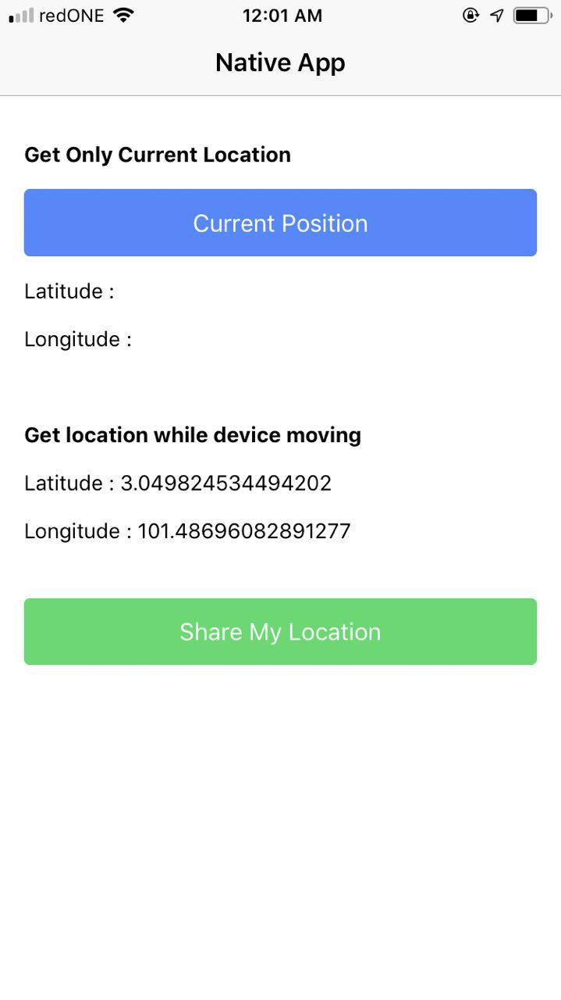 redONE 12:01 AM
Native App
Get Only Current Location
Current Position
Latitude :
Longitude :
Get location while device moving
Latitude : 3.049824534494202
Longitude : 101.48696082891277
Share My Location